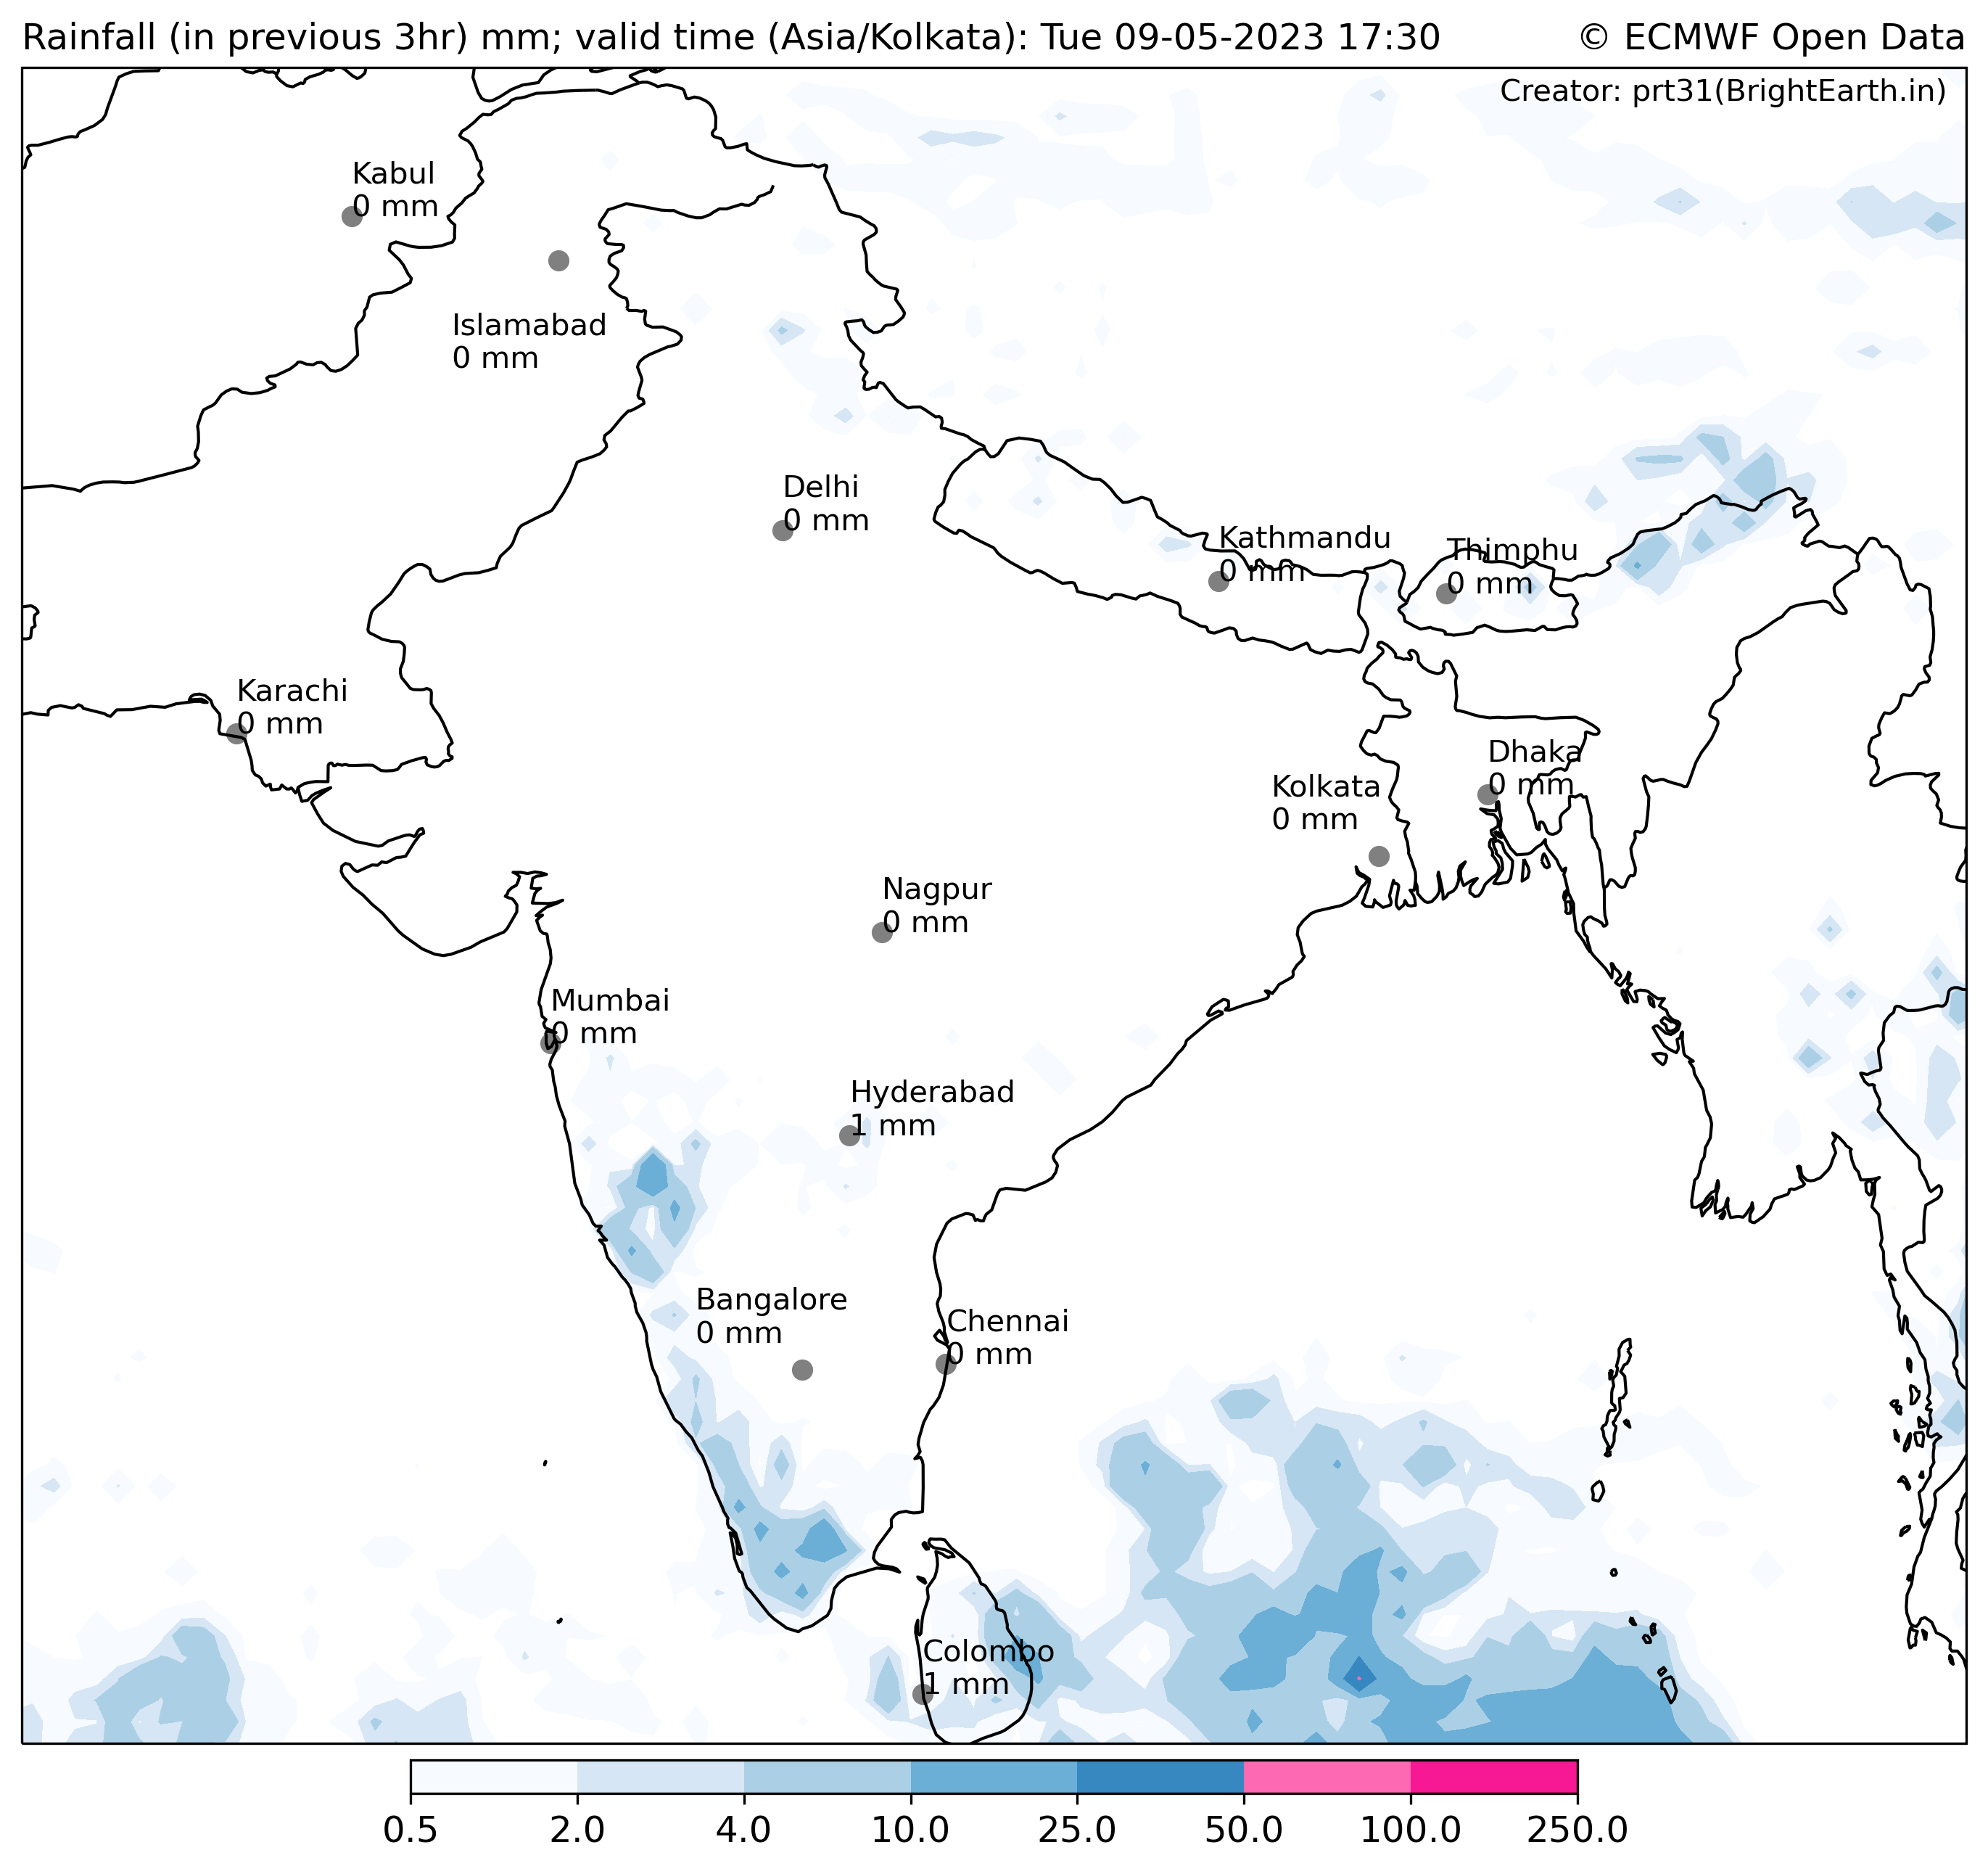 Rainfall (in previous 3hr) mm; valid time (Asia/Kolkata): Tue 09-05-2023 17:30
© ECMWF Open Data
Creator: prt31(BrightEarth.in)
Kabul
0 mm
Islamabad
0 mm
Delhi
0 mm
Kathmandu
0 mm
Thimphu
0 mm
Karachi
0 mm
Dhaka
0 mm
Kolkata
0 mm
Nagpur
0 mm
Mumbai
0 mm
Hyderabad
1 mm
Bangalore
0 mm
Chennai
0 mm
Colombo
1 mm
0.5 2.0 4.0 10.0 25.0 50.0 100.0 250.0